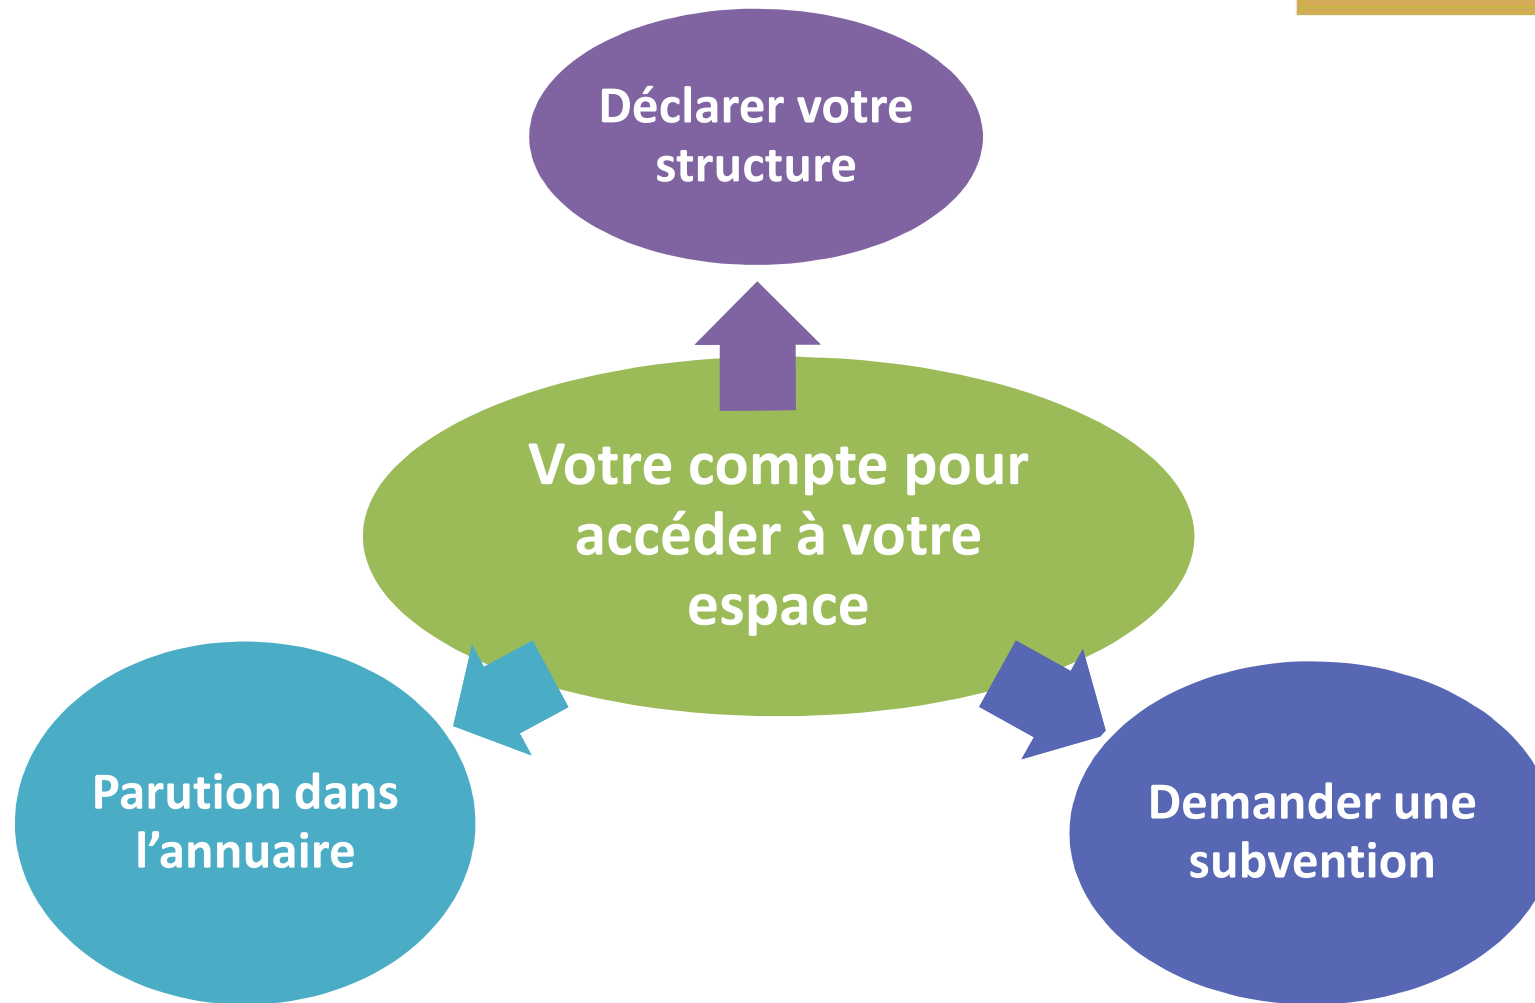 Déclarer votre
structure
Votre compte pour
accéder à votre
espace
Parution dans
l’annuaire
Demander une
subvention